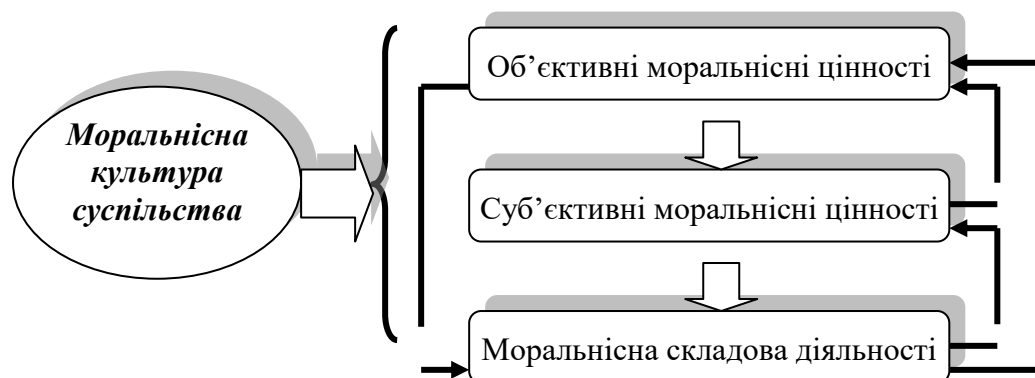 Моральнісна
культура
суспільства
Об’єктивні моральнісні цінності
Суб’єктивні моральнісні цінності
Моральнісна складова діяльності